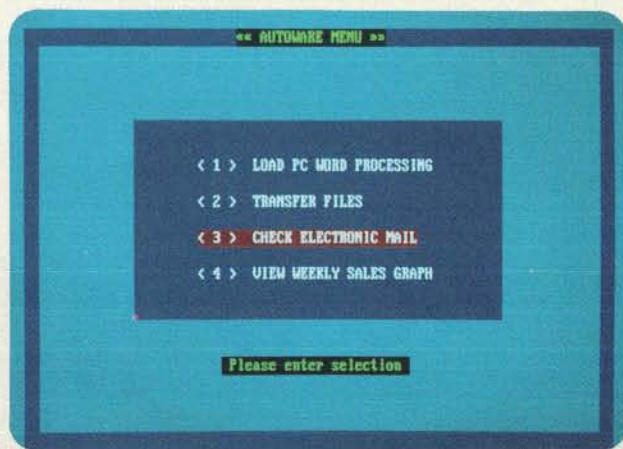 «« AUTOWARE MENU »»
< 1 > LOAD PC WORD PROCESSING
< 2 > TRANSFER FILES
< 3 > CHECK ELECTRONIC MAIL
< 4 > VIEW WEEKLY SALES GRAPH
Please enter selection